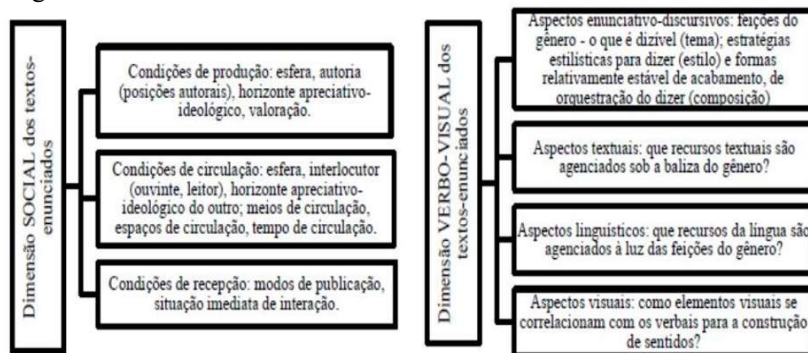 Dimensão SOCIAL dos textos-
enunciados
Condições de produção: esfera, autoria
(posições autorais), horizonte apreciativo-
ideológico, valoração.
Condições de circulação: esfera, interlocutor
(ouvinte, leitor), horizonte apreciativo-
ideológico do outro; meios de circulação,
espaços de circulação, tempo de circulação.
Condições de recepção: modos de publicação,
situação imediata de interação.
Dimensão VERBO-VISUAL dos
textos-enunciados
Aspectos enunciativo-discursivos: feições do
gênero - o que é dizível (tema); estratégias
estilísticas para dizer (estilo) e formas
relativamente estável de acabamento, de
orquestração do dizer (composição)
Aspectos textuais: que recursos textuais são
agenciados sob a baliza do gênero?
Aspectos linguísticos: que recursos da língua são
agenciados à luz das feições do gênero?
Aspectos visuais: como elementos visuais se
correlacionam com os verbais para a construção
de sentidos?